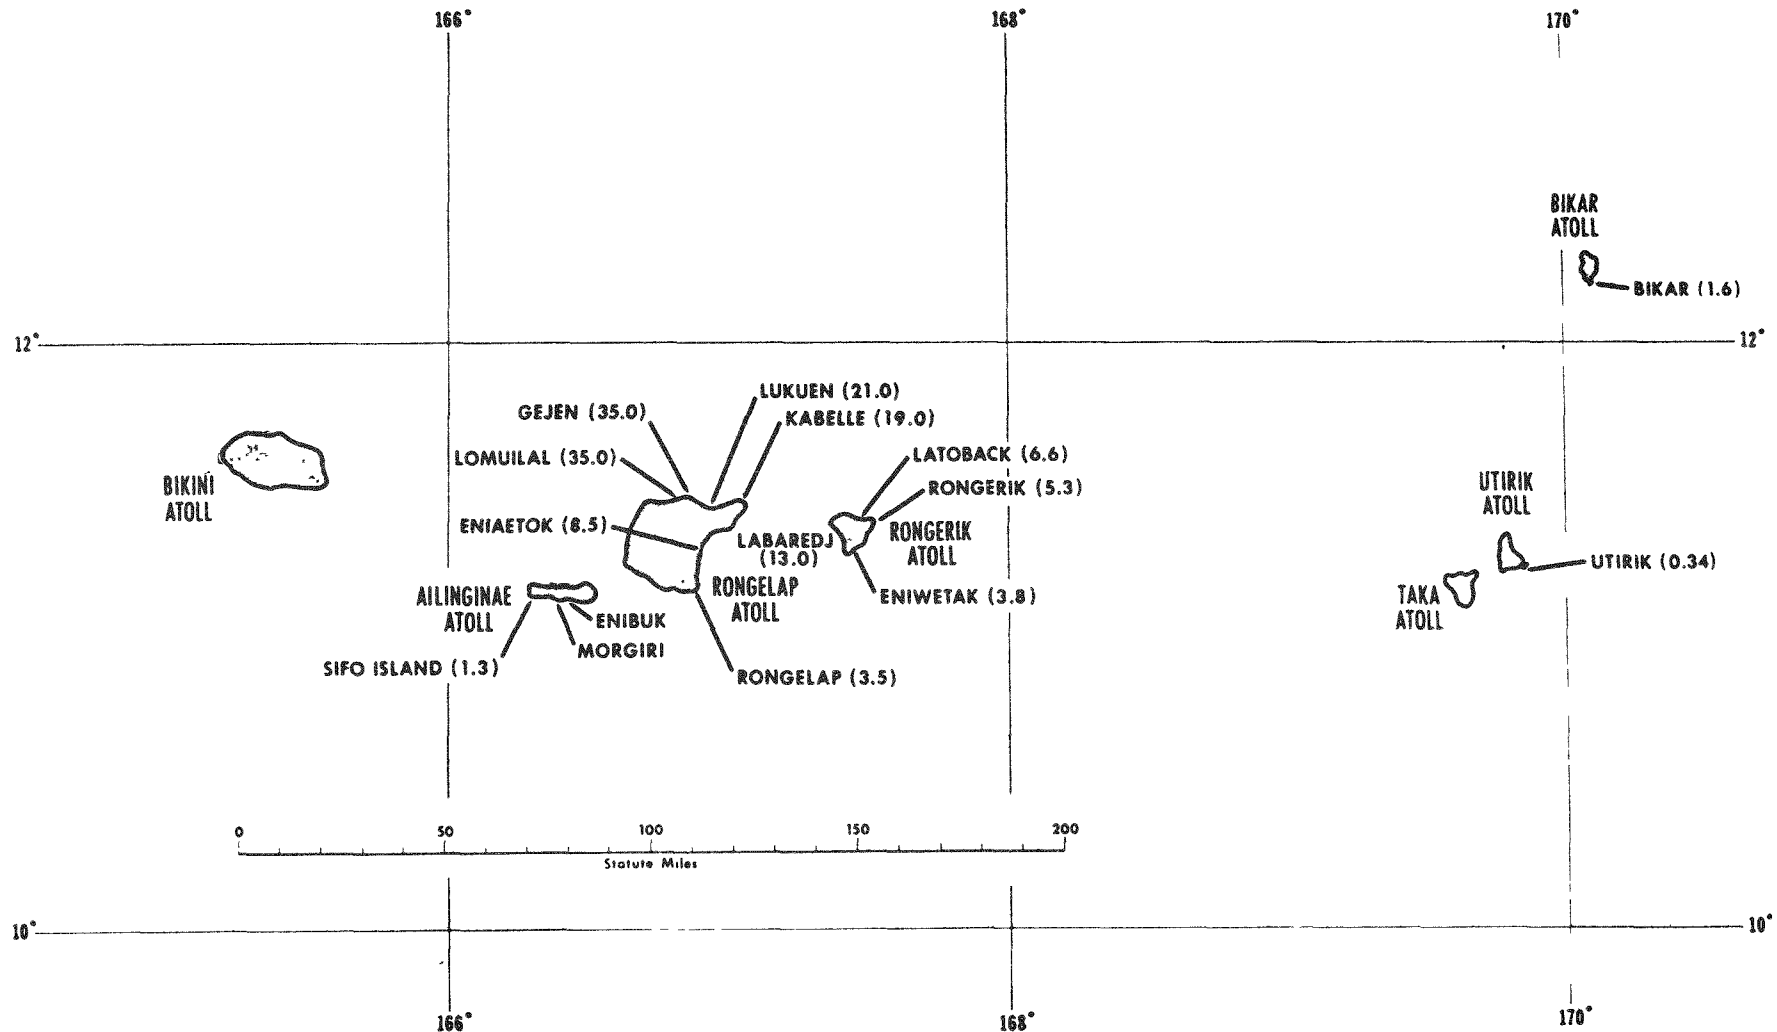 166° 168° 170°
BIKAR
ATOLL
BIKAR (1.6)
12° 12°
LUKUEN (21.0)
GEJEN (35.0)
KABELLE (19.0)
LOMUILAL (35.0)
LATOBACK (6.6)
RONGERIK (5.3)
BIKINI
ATOLL
UTIRIK
ATOLL
ENIAETOK (8.5)
LABAREDJ
(13.0)
RONGERIK
ATOLL
UTIRIK (0.34)
AILINGINAE
ATOLL
RONGELAP
ATOLL
ENIWETAK (3.8)
TAKA
ATOLL
ENIBUK
MORGIRI
SIFO ISLAND (1.3)
RONGELAP (3.5)
0 50 100 150 200
Statute Miles
10° 10°
166° 168° 170°